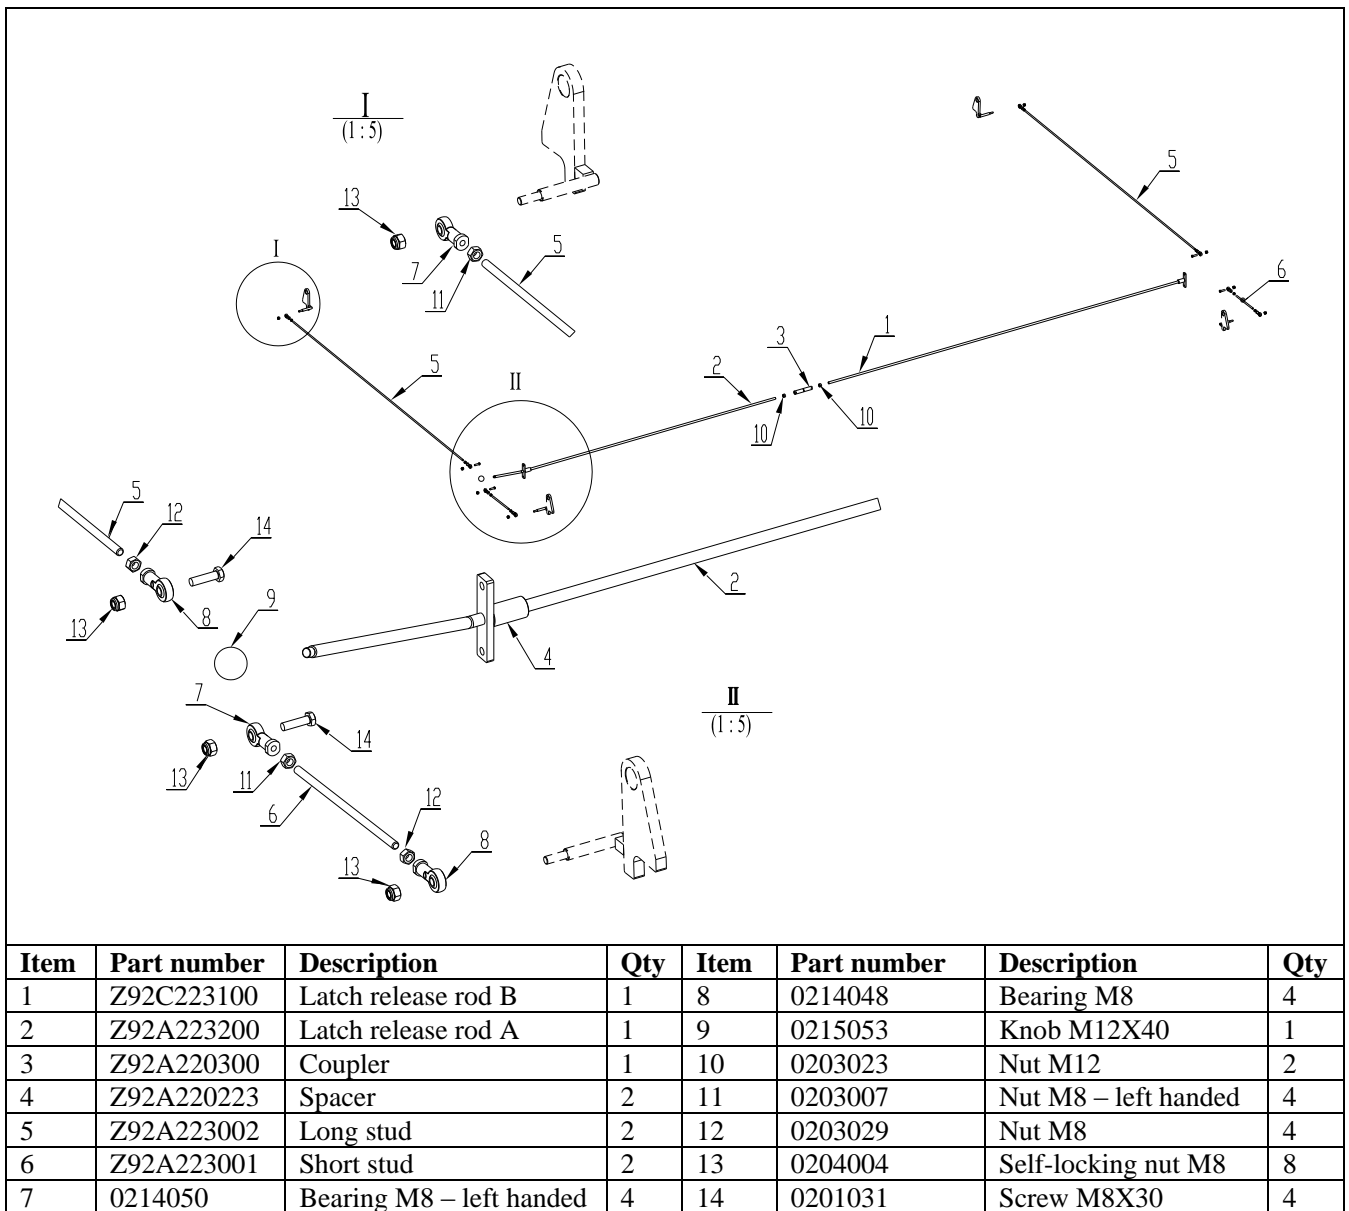 I
(1:5)
13
7
11
5
I
5
6
1
3
2
10
10
5
II
5
12
14
13
8
9
2
4
II
(1:5)
7
14
13
11
6
12
8
13
Item Part number Description Qty Item Part number Description Qty
1 Z92C223100 Latch release rod B 1 8 0214048 Bearing M8 4
2 Z92A223200 Latch release rod A 1 9 0215053 Knob M12X40 1
3 Z92A220300 Coupler 1 10 0203023 Nut M12 2
4 Z92A220223 Spacer 2 11 0203007 Nut M8 – left handed 4
5 Z92A223002 Long stud 2 12 0203029 Nut M8 4
6 Z92A223001 Short stud 2 13 0204004 Self-locking nut M8 8
7 0214050 Bearing M8 – left handed 4 14 0201031 Screw M8X30 4